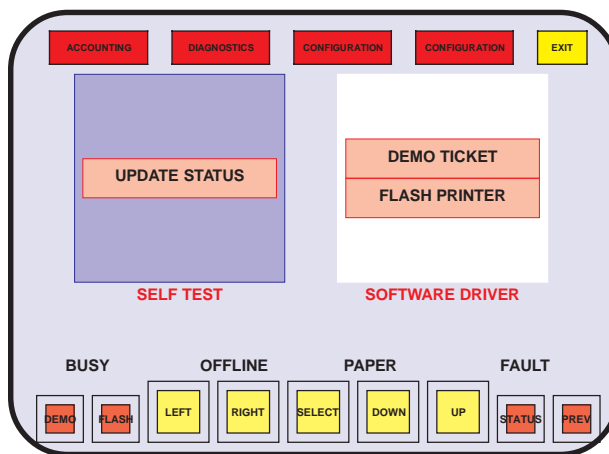 ACCOUNTING DIAGNOSTICS CONFIGURATION CONFIGURATION EXIT
UPDATE STATUS
DEMO TICKET
FLASH PRINTER
SELF TEST SOFTWARE DRIVER
BUSY OFFLINE PAPER FAULT
DEMO FLASH LEFT RIGHT SELECT DOWN UP STATUS PREV